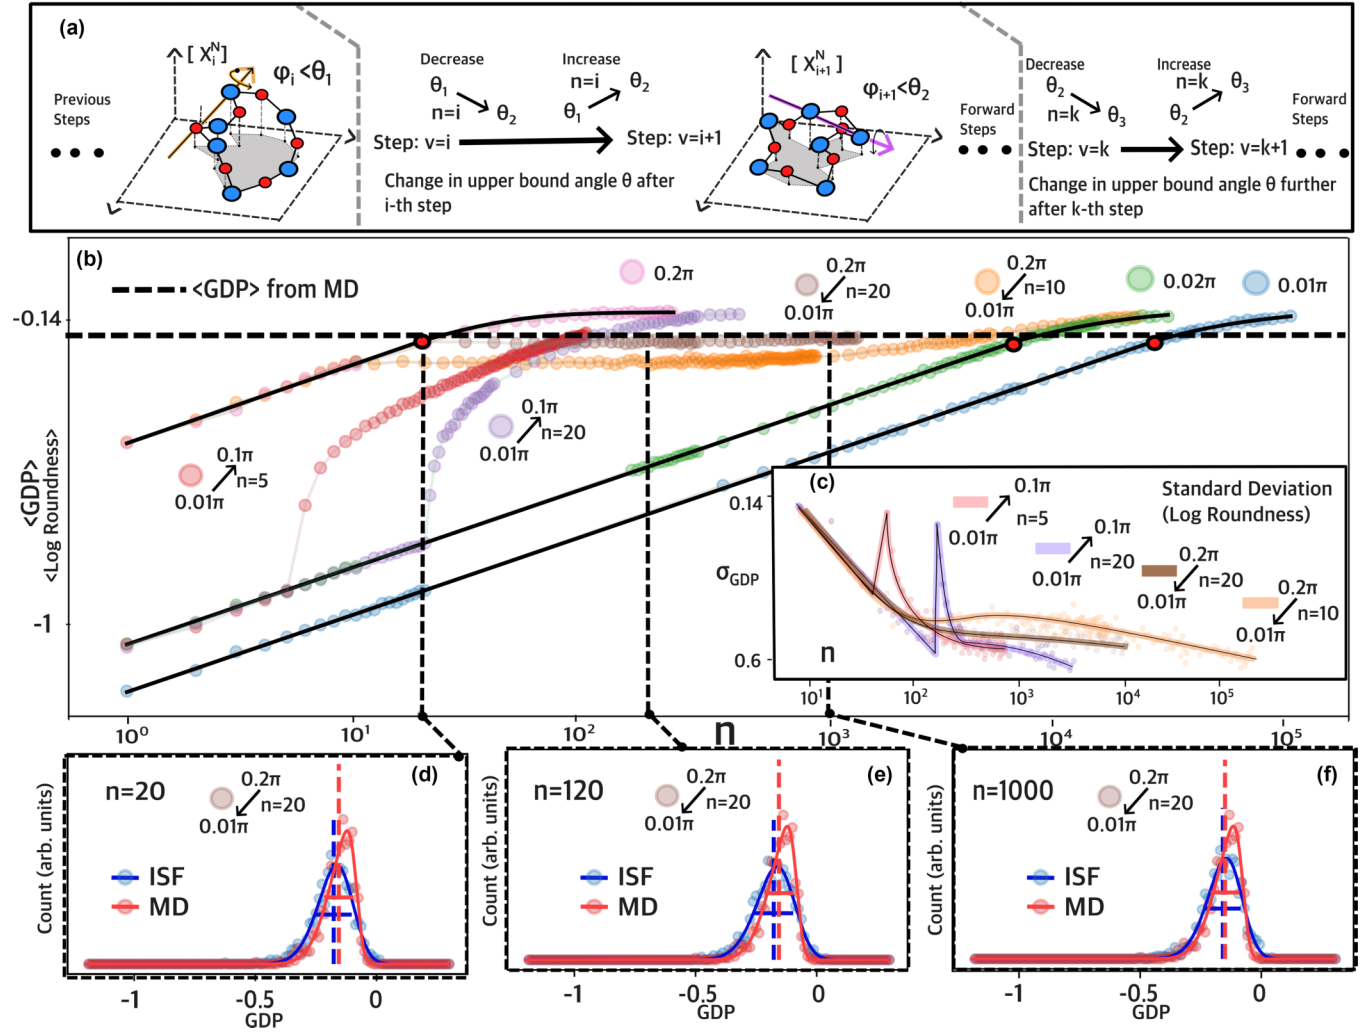 (a)
[ X_i^N ]
φ_i<θ_1
Previous
Steps
Decrease
θ_1
n=i
θ_2
Increase
n=i
θ_2
θ_1
Step: v=i
Step: v=i+1
Change in upper bound angle θ after
i-th step
[ X_{i+1}^N ]
φ_{i+1}<θ_2
Forward
Steps
Decrease
θ_2
n=k
θ_3
Increase
n=k
θ_3
θ_2
Step: v=k
Step: v=k+1
Forward
Steps
Change in upper bound angle θ further
after k-th step
(b)
<GDP> from MD
0.2π
0.2π
n=20
0.01π
0.2π
n=10
0.01π
0.02π
0.01π
-0.14
-1
<GDP>
<Log Roundness>
0.1π
n=5
0.01π
0.1π
n=20
0.01π
10^0
10^1
10^2
n
10^3
10^4
10^5
(c)
Standard Deviation
(Log Roundness)
0.14
σ_GDP
0.6
n
0.1π
n=5
0.01π
0.1π
n=20
0.01π
0.2π
n=20
0.01π
0.2π
n=10
0.01π
10^1
10^2
10^3
10^4
10^5
(d)
n=20
0.2π
n=20
0.01π
ISF
MD
Count (arb. units)
-1
-0.5
0
GDP
(e)
n=120
0.2π
n=20
0.01π
ISF
MD
Count (arb. units)
-1
-0.5
0
GDP
(f)
n=1000
0.2π
n=20
0.01π
ISF
MD
Count (arb. units)
-1
-0.5
0
GDP